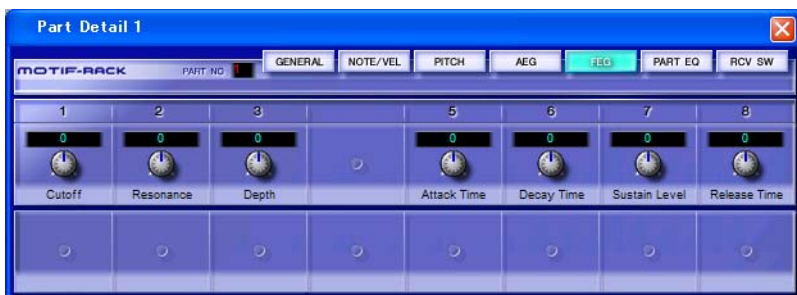 Part Detail 1
MOTIF-RACK PART NO 1 GENERAL NOTE/VEL PITCH AEG FEG PART EQ RCV SW
1 2 3 5 6 7 8
0 0 0 0 0 0 0
Cutoff Resonance Depth Attack Time Decay Time Sustain Level Release Time